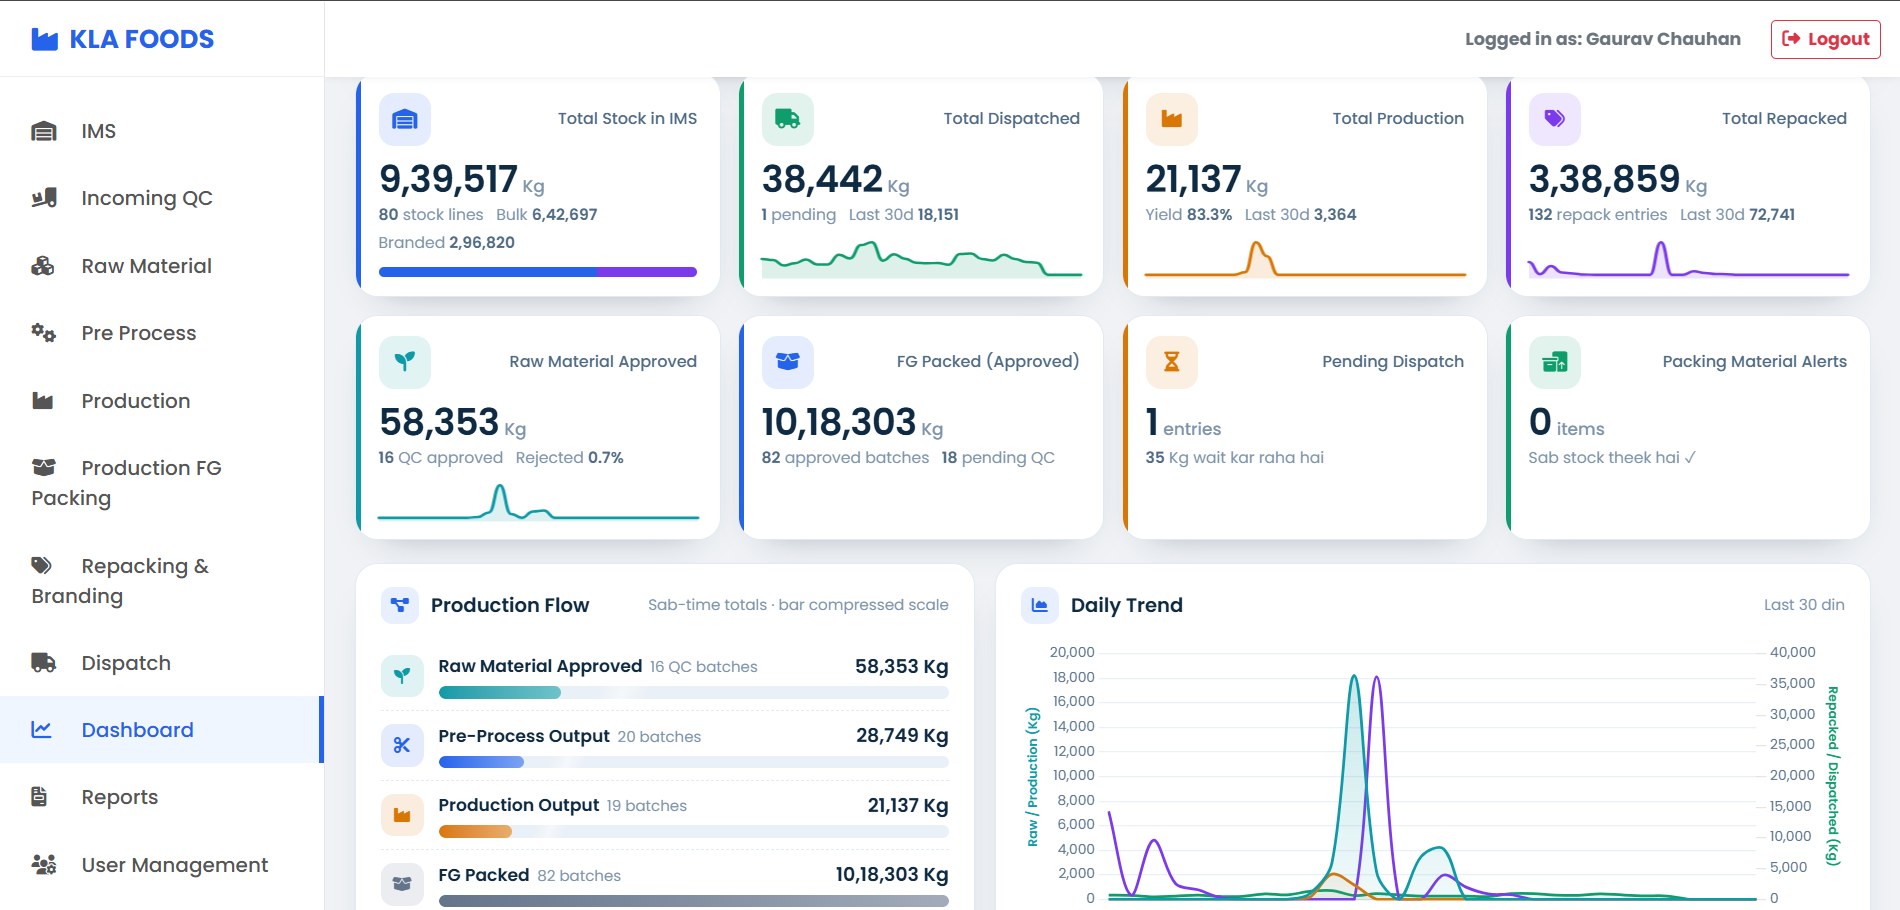 KLA FOODS
Logged in as: Gaurav Chauhan
Logout
IMS
Incoming QC
Raw Material
Pre Process
Production
Production FG
Packing
Repacking &
Branding
Dispatch
Dashboard
Reports
User Management
Total Stock in IMS
9,39,517 Kg
80 stock lines Bulk 6,42,697
Branded 2,96,820
Total Dispatched
38,442 Kg
1 pending Last 30d 18,151
Total Production
21,137 Kg
Yield 83.3% Last 30d 3,364
Total Repacked
3,38,859 Kg
132 repack entries Last 30d 72,741
Raw Material Approved
58,353 Kg
16 QC approved Rejected 0.7%
FG Packed (Approved)
10,18,303 Kg
82 approved batches 18 pending QC
Pending Dispatch
1 entries
35 Kg wait kar raha hai
Packing Material Alerts
0 items
Sab stock theek hai ✓
Production Flow
Sab-time totals · bar compressed scale
Raw Material Approved 16 QC batches 58,353 Kg
Pre-Process Output 20 batches 28,749 Kg
Production Output 19 batches 21,137 Kg
FG Packed 82 batches 10,18,303 Kg
Daily Trend
Last 30 din
Raw / Production (Kg)
20,000
18,000
16,000
14,000
12,000
10,000
8,000
6,000
4,000
2,000
0
40,000
35,000
30,000
25,000
20,000
15,000
10,000
5,000
0
Repacked / Dispatched (Kg)